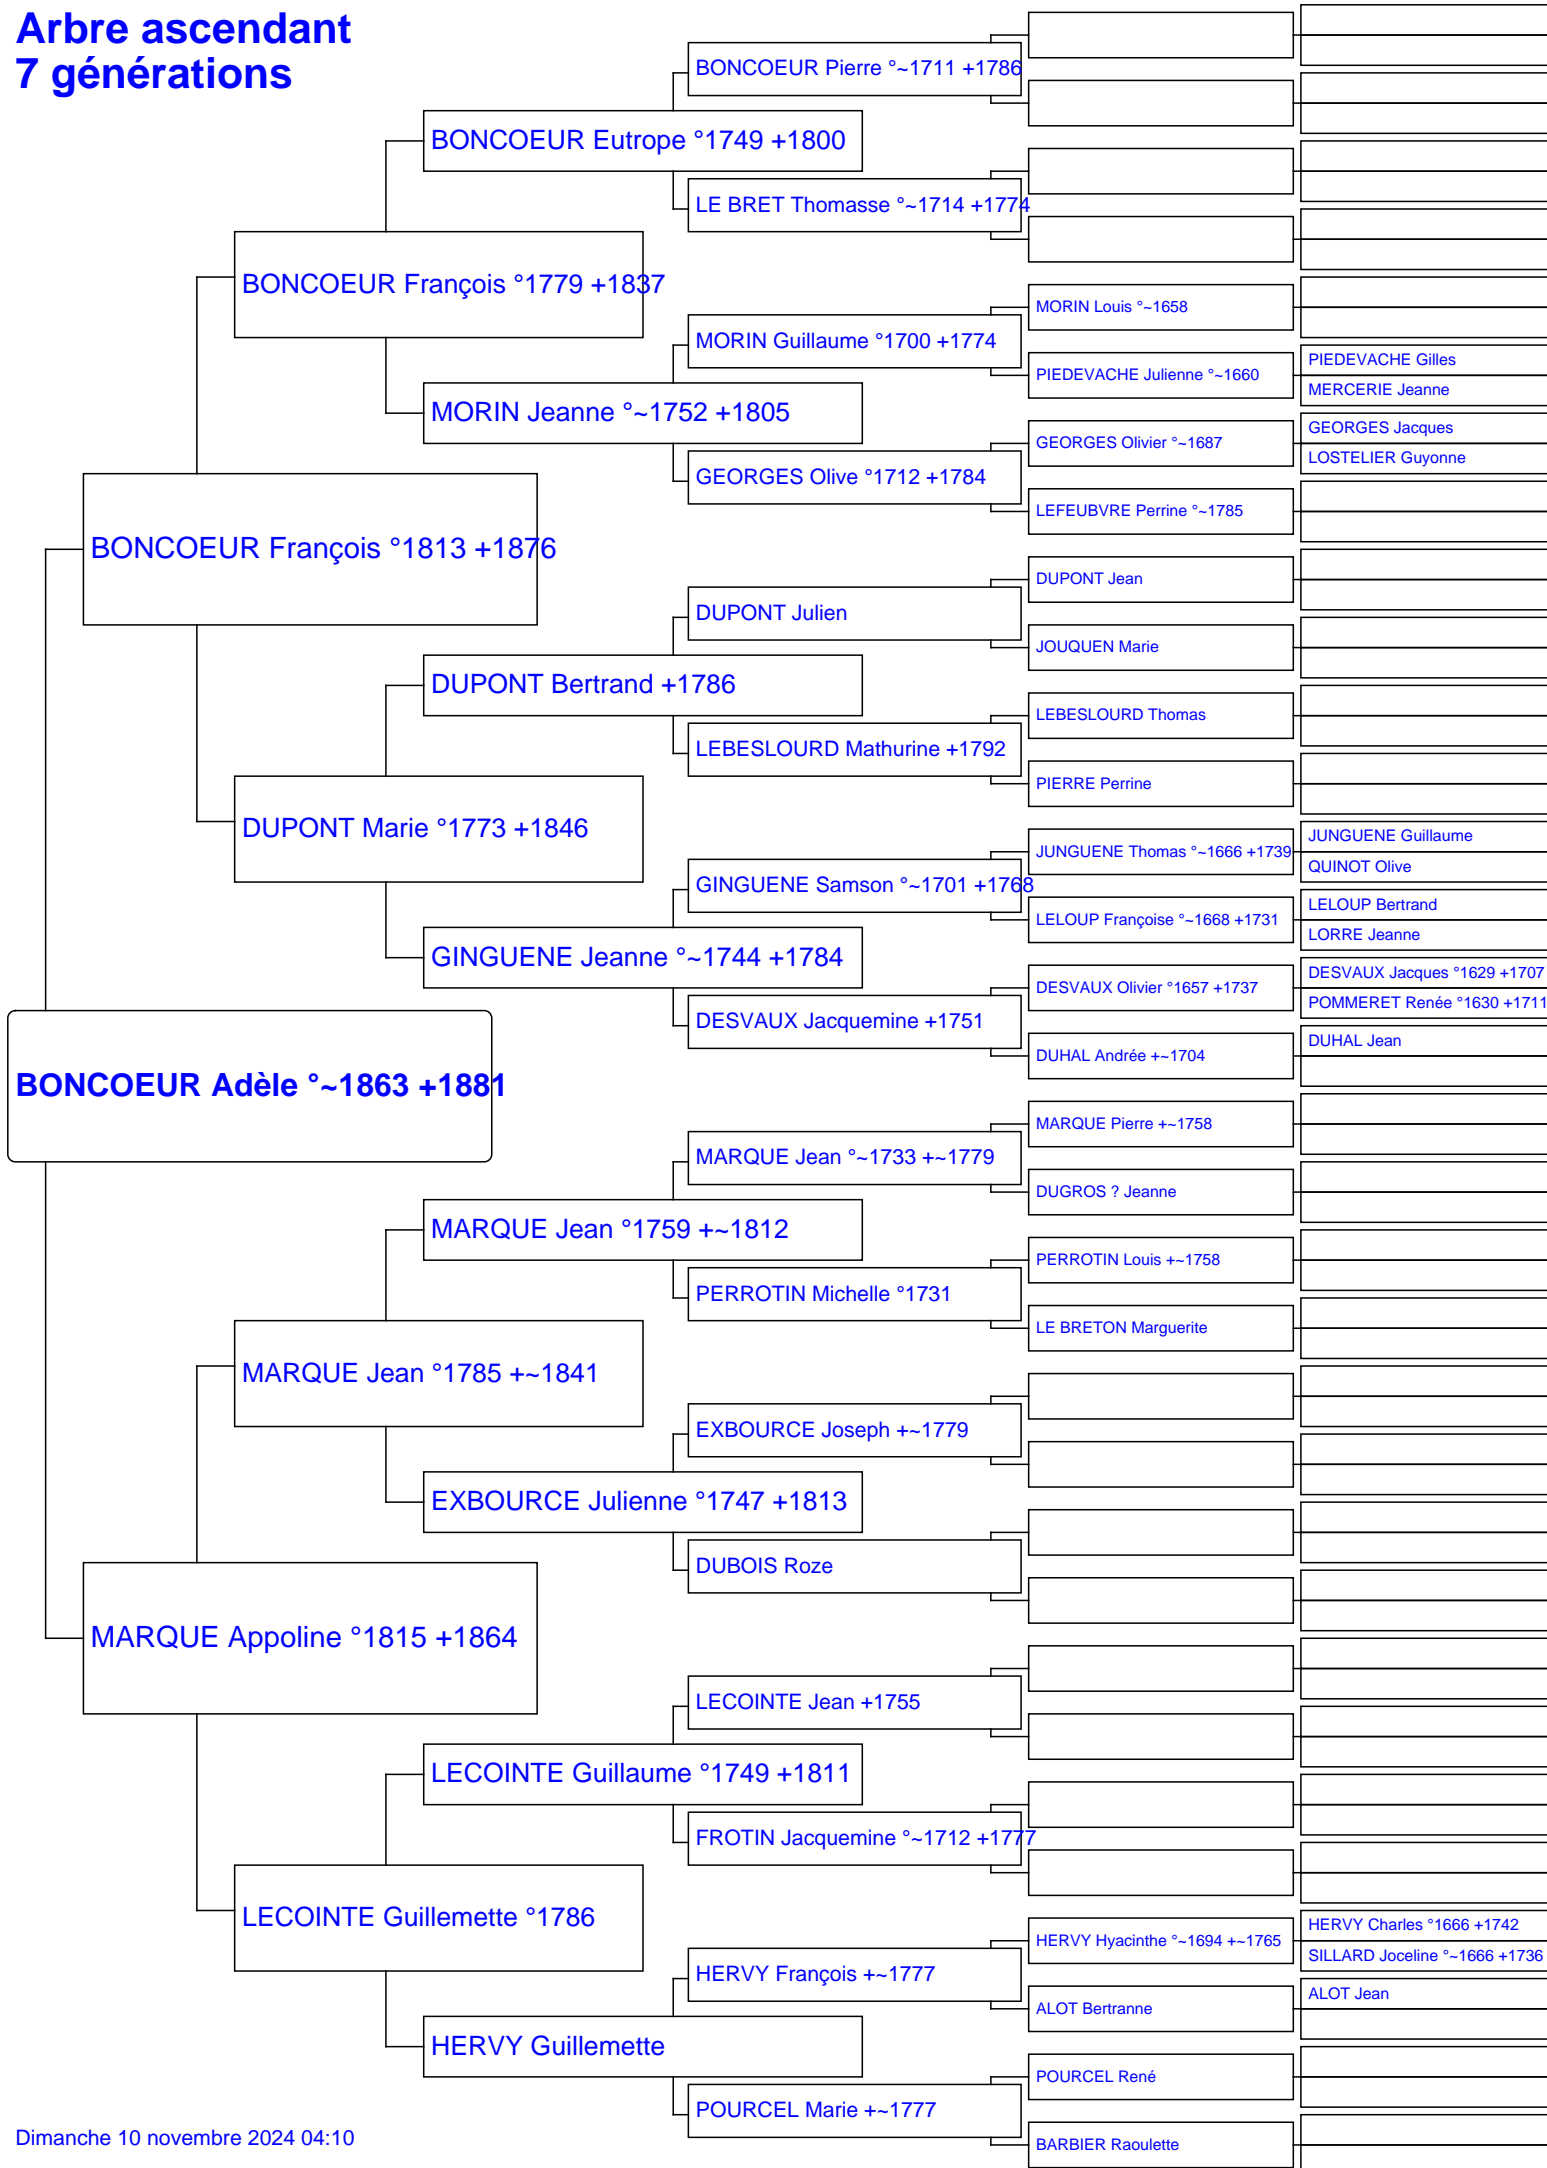 Arbre ascendant
7 générations
BONCOEUR Pierre °~1711 +1786
BONCOEUR Eutrope °1749 +1800
LE BRET Thomasse °~1714 +1774
BONCOEUR François °1779 +1837
MORIN Louis °~1658
MORIN Guillaume °1700 +1774
PIEDEVACHE Gilles
PIEDEVACHE Julienne °~1660
MERCERIE Jeanne
MORIN Jeanne °~1752 +1805
GEORGES Jacques
GEORGES Olivier °~1687
LOSTELIER Guyonne
GEORGES Olive °1712 +1784
LEFEUBVRE Perrine °~1785
BONCOEUR François °1813 +1876
DUPONT Jean
DUPONT Julien
JOUQUEN Marie
DUPONT Bertrand +1786
LEBESLOURD Thomas
LEBESLOURD Mathurine +1792
PIERRE Perrine
DUPONT Marie °1773 +1846
JUNGUENE Guillaume
JUNGUENE Thomas °~1666 +1739
QUINOT Olive
GINGUENE Samson °~1701 +1768
LELOUP Bertrand
LELOUP Françoise °~1668 +1731
LORRE Jeanne
GINGUENE Jeanne °~1744 +1784
DESVAUX Jacques °1629 +1707
DESVAUX Olivier °1657 +1737
POMMERET Renée °1630 +1711
DESVAUX Jacquemine +1751
DUHAL Jean
DUHAL Andrée +~1704
BONCOEUR Adèle °~1863 +1881
MARQUE Pierre +~1758
MARQUE Jean °~1733 +~1779
DUGROS ? Jeanne
MARQUE Jean °1759 +~1812
PERROTIN Louis +~1758
PERROTIN Michelle °1731
LE BRETON Marguerite
MARQUE Jean °1785 +~1841
EXBOURCE Joseph +~1779
EXBOURCE Julienne °1747 +1813
DUBOIS Roze
MARQUE Appoline °1815 +1864
LECOINTE Jean +1755
LECOINTE Guillaume °1749 +1811
FROTIN Jacquemine °~1712 +1777
LECOINTE Guillemette °1786
HERVY Charles °1666 +1742
HERVY Hyacinthe °~1694 +~1765
SILLARD Joceline °~1666 +1736
HERVY François +~1777
ALOT Jean
ALOT Bertranne
HERVY Guillemette
POURCEL René
POURCEL Marie +~1777
BARBIER Raoulette
Dimanche 10 novembre 2024 04:10